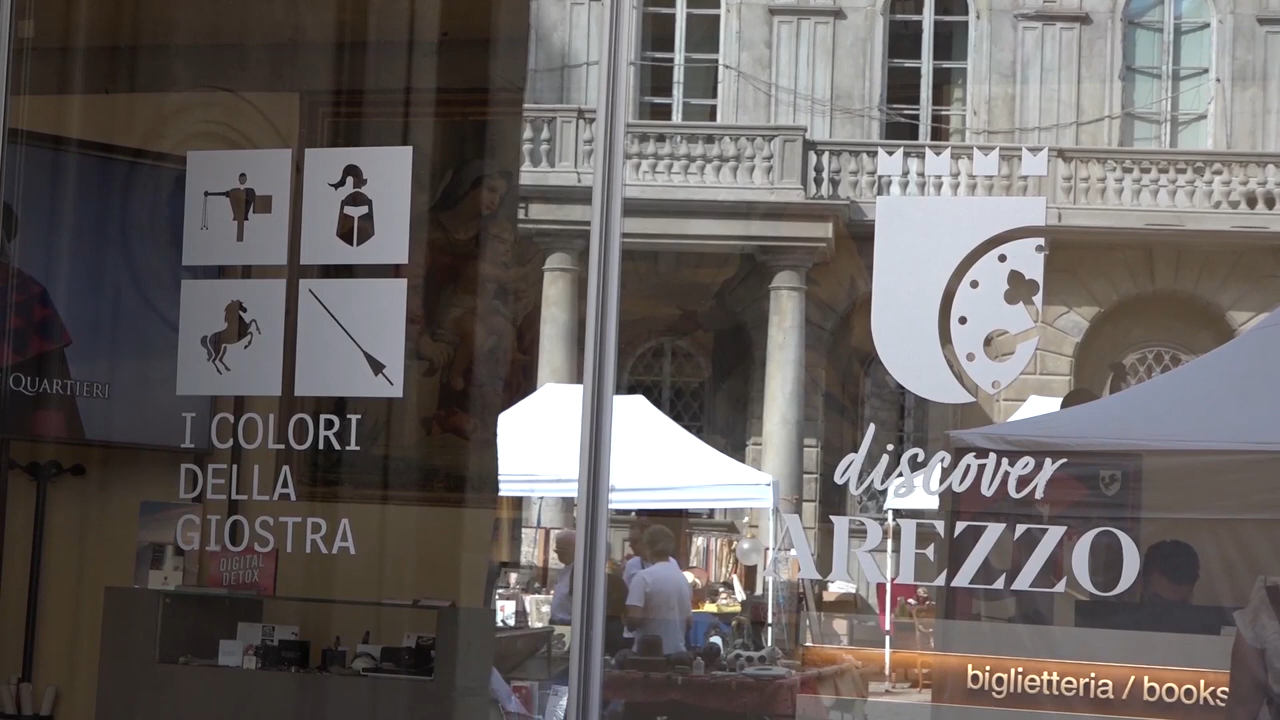 QUARTIERI
I COLORI
DELLA
GIOSTRA
DIGITAL
DETOX
discover
AREZZO
biglietteria / books